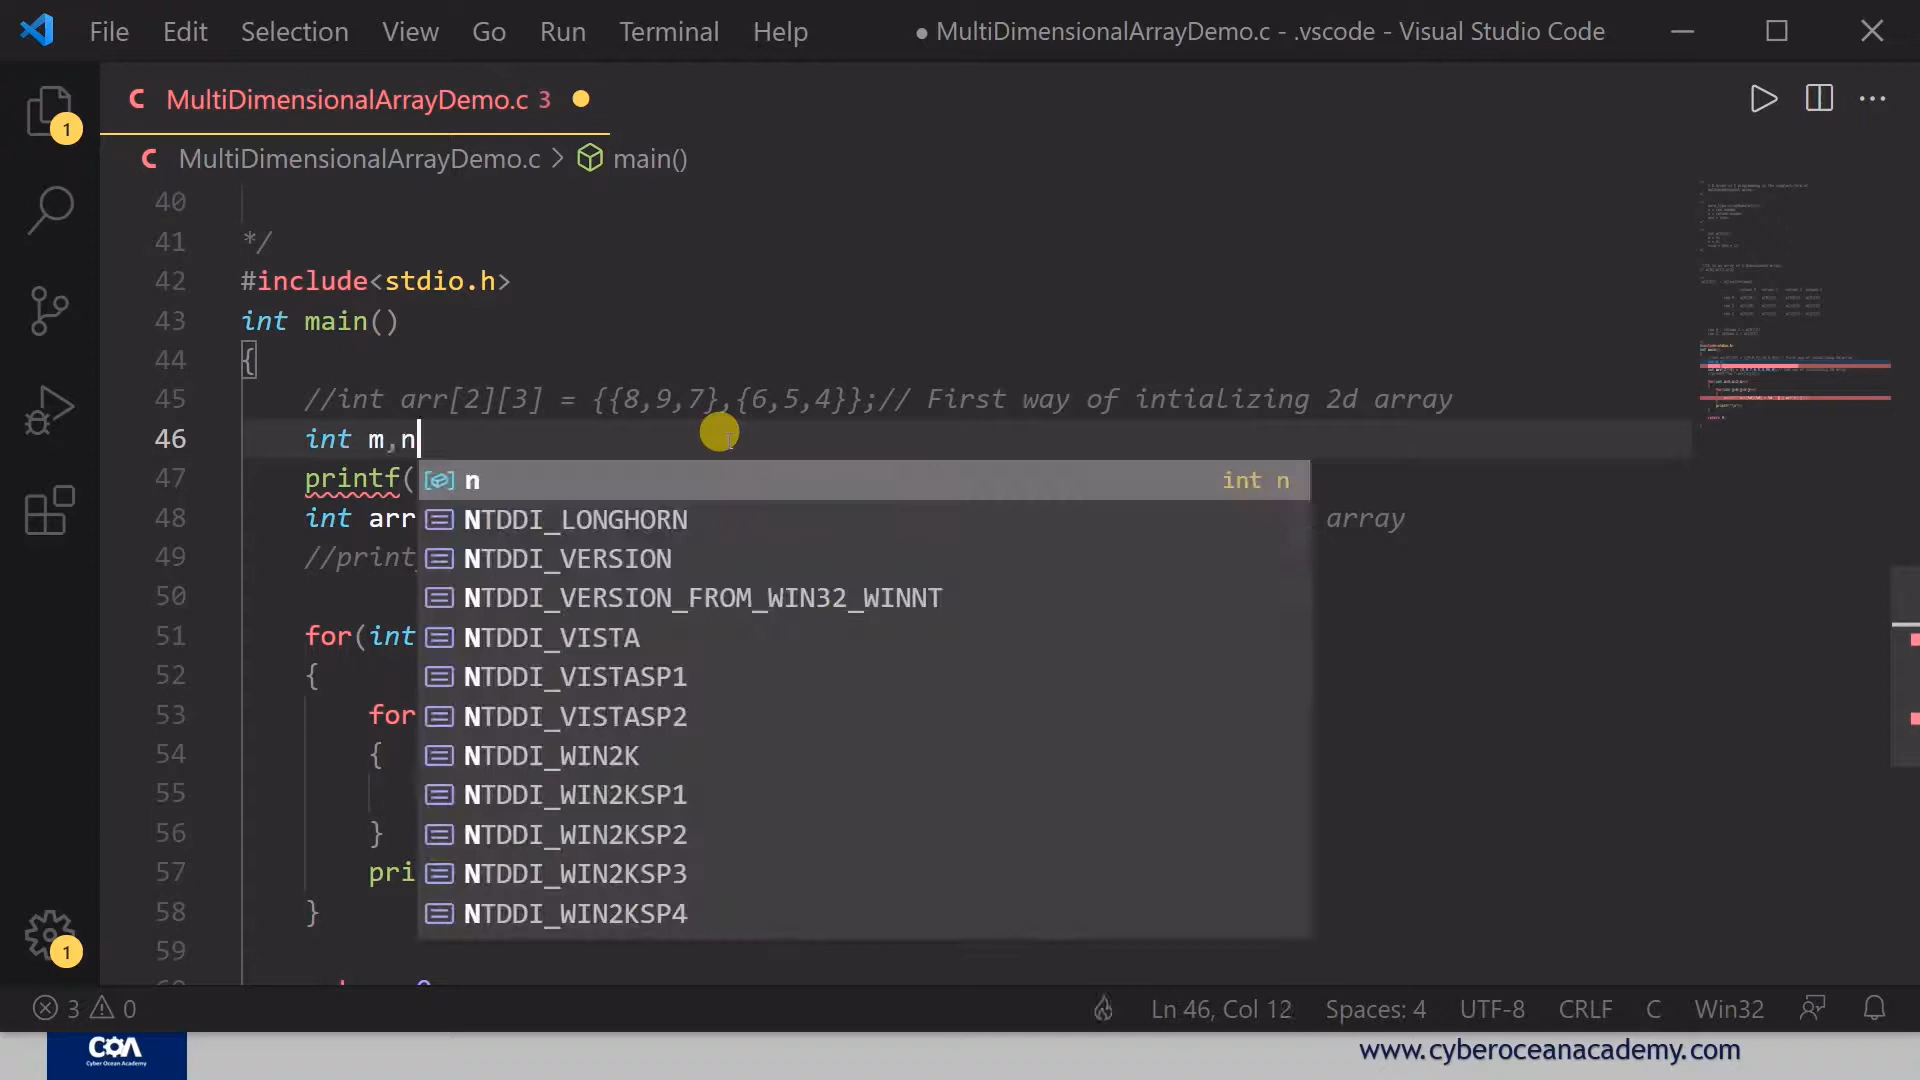 File Edit Selection View Go Run Terminal Help ● MultiDimensionalArrayDemo.c - .vscode - Visual Studio Code
C MultiDimensionalArrayDemo.c 3
C MultiDimensionalArrayDemo.c > main()
40
41 */
42 #include<stdio.h>
43 int main()
44 {
45 //int arr[2][3] = {{8,9,7},{6,5,4}};// First way of intializing 2d array
46 int m,n
47 printf( n int n
NTDDI_LONGHORN
48 int arr array
NTDDI_VERSION
49 //print
NTDDI_VERSION_FROM_WIN32_WINNT
50
NTDDI_VISTA
51 for(int
NTDDI_VISTASP1
52 {
NTDDI_VISTASP2
53 for
NTDDI_WIN2K
54 {
NTDDI_WIN2KSP1
55
NTDDI_WIN2KSP2
56 }
NTDDI_WIN2KSP3
57 pri
NTDDI_WIN2KSP4
58 }
59
1
1
3 0 Ln 46, Col 12 Spaces: 4 UTF-8 CRLF C Win32
COA
Cyber Ocean Academy
www.cyberoceanacademy.com